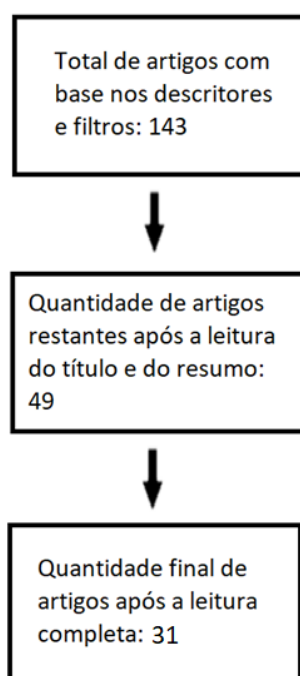 Total de artigos com
base nos descritores
e filtros: 143
Quantidade de artigos
restantes após a leitura
do título e do resumo:
49
Quantidade final de
artigos após a leitura
completa: 31